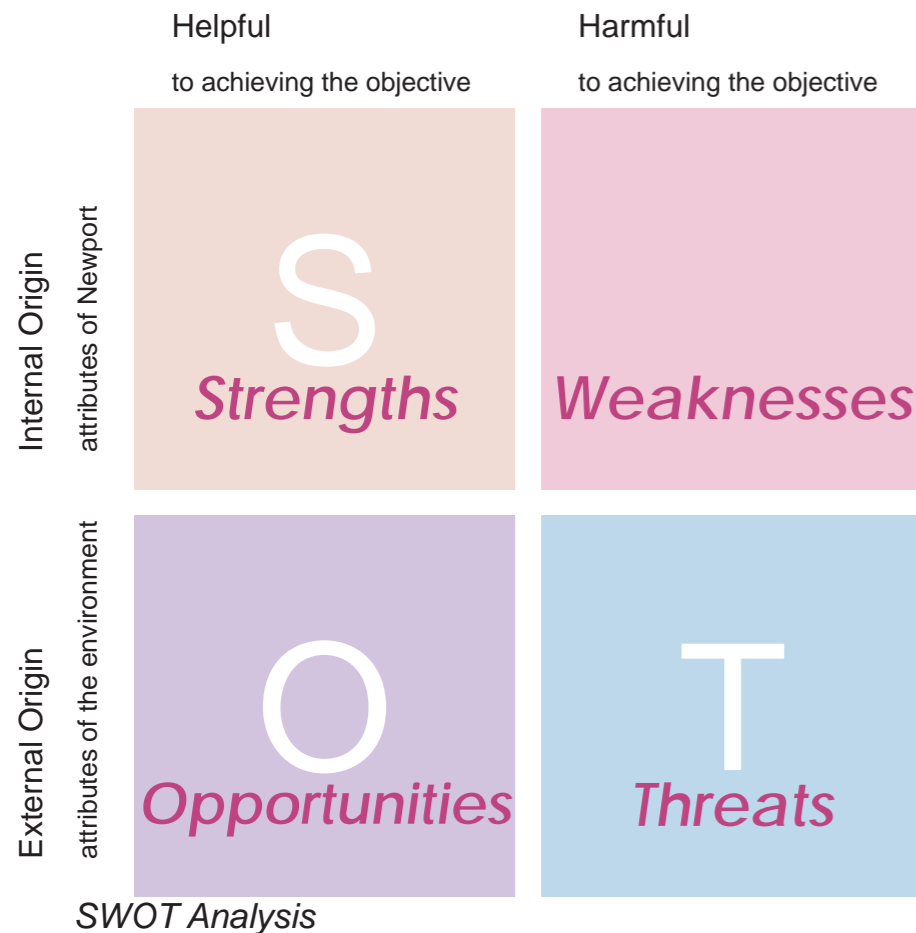 Helpful
to achieving the objective
Harmful
to achieving the objective
Internal Origin
attributes of Newport
S
Strengths
Weaknesses
External Origin
attributes of the environment
O
Opportunities
T
Threats
SWOT Analysis